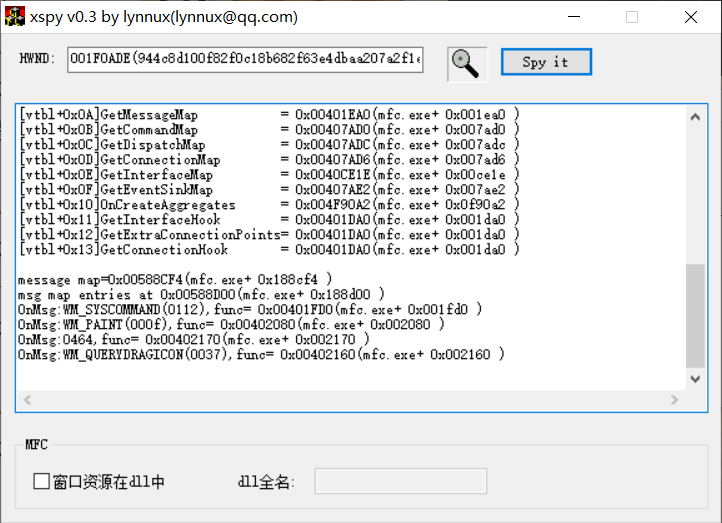 xspy v0.3 by lynnux(lynnux@qq.com)
HWND: 001F0ADE(944c8d100f82f0c18b682f63e4dbaa207a2f1e Spy it
[vtbl+0x0A]GetMessageMap = 0x00401EA0(mfc.exe+ 0x001ea0 )
[vtbl+0x0B]GetCommandMap = 0x00407AD0(mfc.exe+ 0x007ad0 )
[vtbl+0x0C]GetDispatchMap = 0x00407ADC(mfc.exe+ 0x007adc )
[vtbl+0x0D]GetConnectionMap = 0x00407AD6(mfc.exe+ 0x007ad6 )
[vtbl+0x0E]GetInterfaceMap = 0x0040CE1E(mfc.exe+ 0x00ce1e )
[vtbl+0x0F]GetEventSinkMap = 0x00407AE2(mfc.exe+ 0x007ae2 )
[vtbl+0x10]OnCreateAggregates = 0x004F90A2(mfc.exe+ 0x0f90a2 )
[vtbl+0x11]GetInterfaceHook = 0x00401DA0(mfc.exe+ 0x001da0 )
[vtbl+0x12]GetExtraConnectionPoints= 0x00401DA0(mfc.exe+ 0x001da0 )
[vtbl+0x13]GetConnectionHook = 0x00401DA0(mfc.exe+ 0x001da0 )
message map=0x00588CF4(mfc.exe+ 0x188cf4 )
msg map entries at 0x00588D00(mfc.exe+ 0x188d00 )
OnMsg:WM_SYSCOMMAND(0112),func= 0x00401FD0(mfc.exe+ 0x001fd0 )
OnMsg:WM_PAINT(000f),func= 0x00402080(mfc.exe+ 0x002080 )
OnMsg:0464,func= 0x00402170(mfc.exe+ 0x002170 )
OnMsg:WM_QUERYDRAGICON(0037),func= 0x00402160(mfc.exe+ 0x002160 )
MFC
窗口资源在dll中 dll全名: